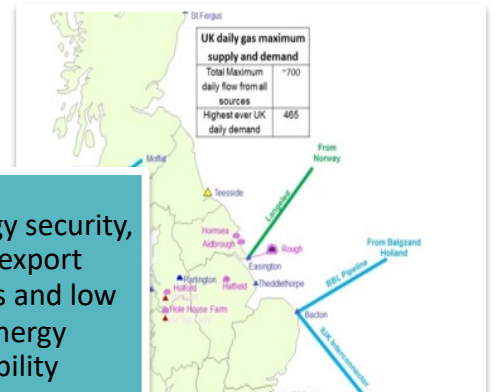 St.Fergus
UK daily gas maximum
supply and demand
Total Maximum
daily flow from all
sources
~700
Highest ever UK
daily demand
465
Moffat
From
Norway
Teesside
Langeled
Hornsea
Aldbrough
Rough
Easington
From Balgzand
Holland
BBL Pipeline
Partington
Holford
Hatfield
Theddlethorpe
Hole House Farm
Bacton
IUK Interconnector
gy security,
export
s and low
nergy
bility